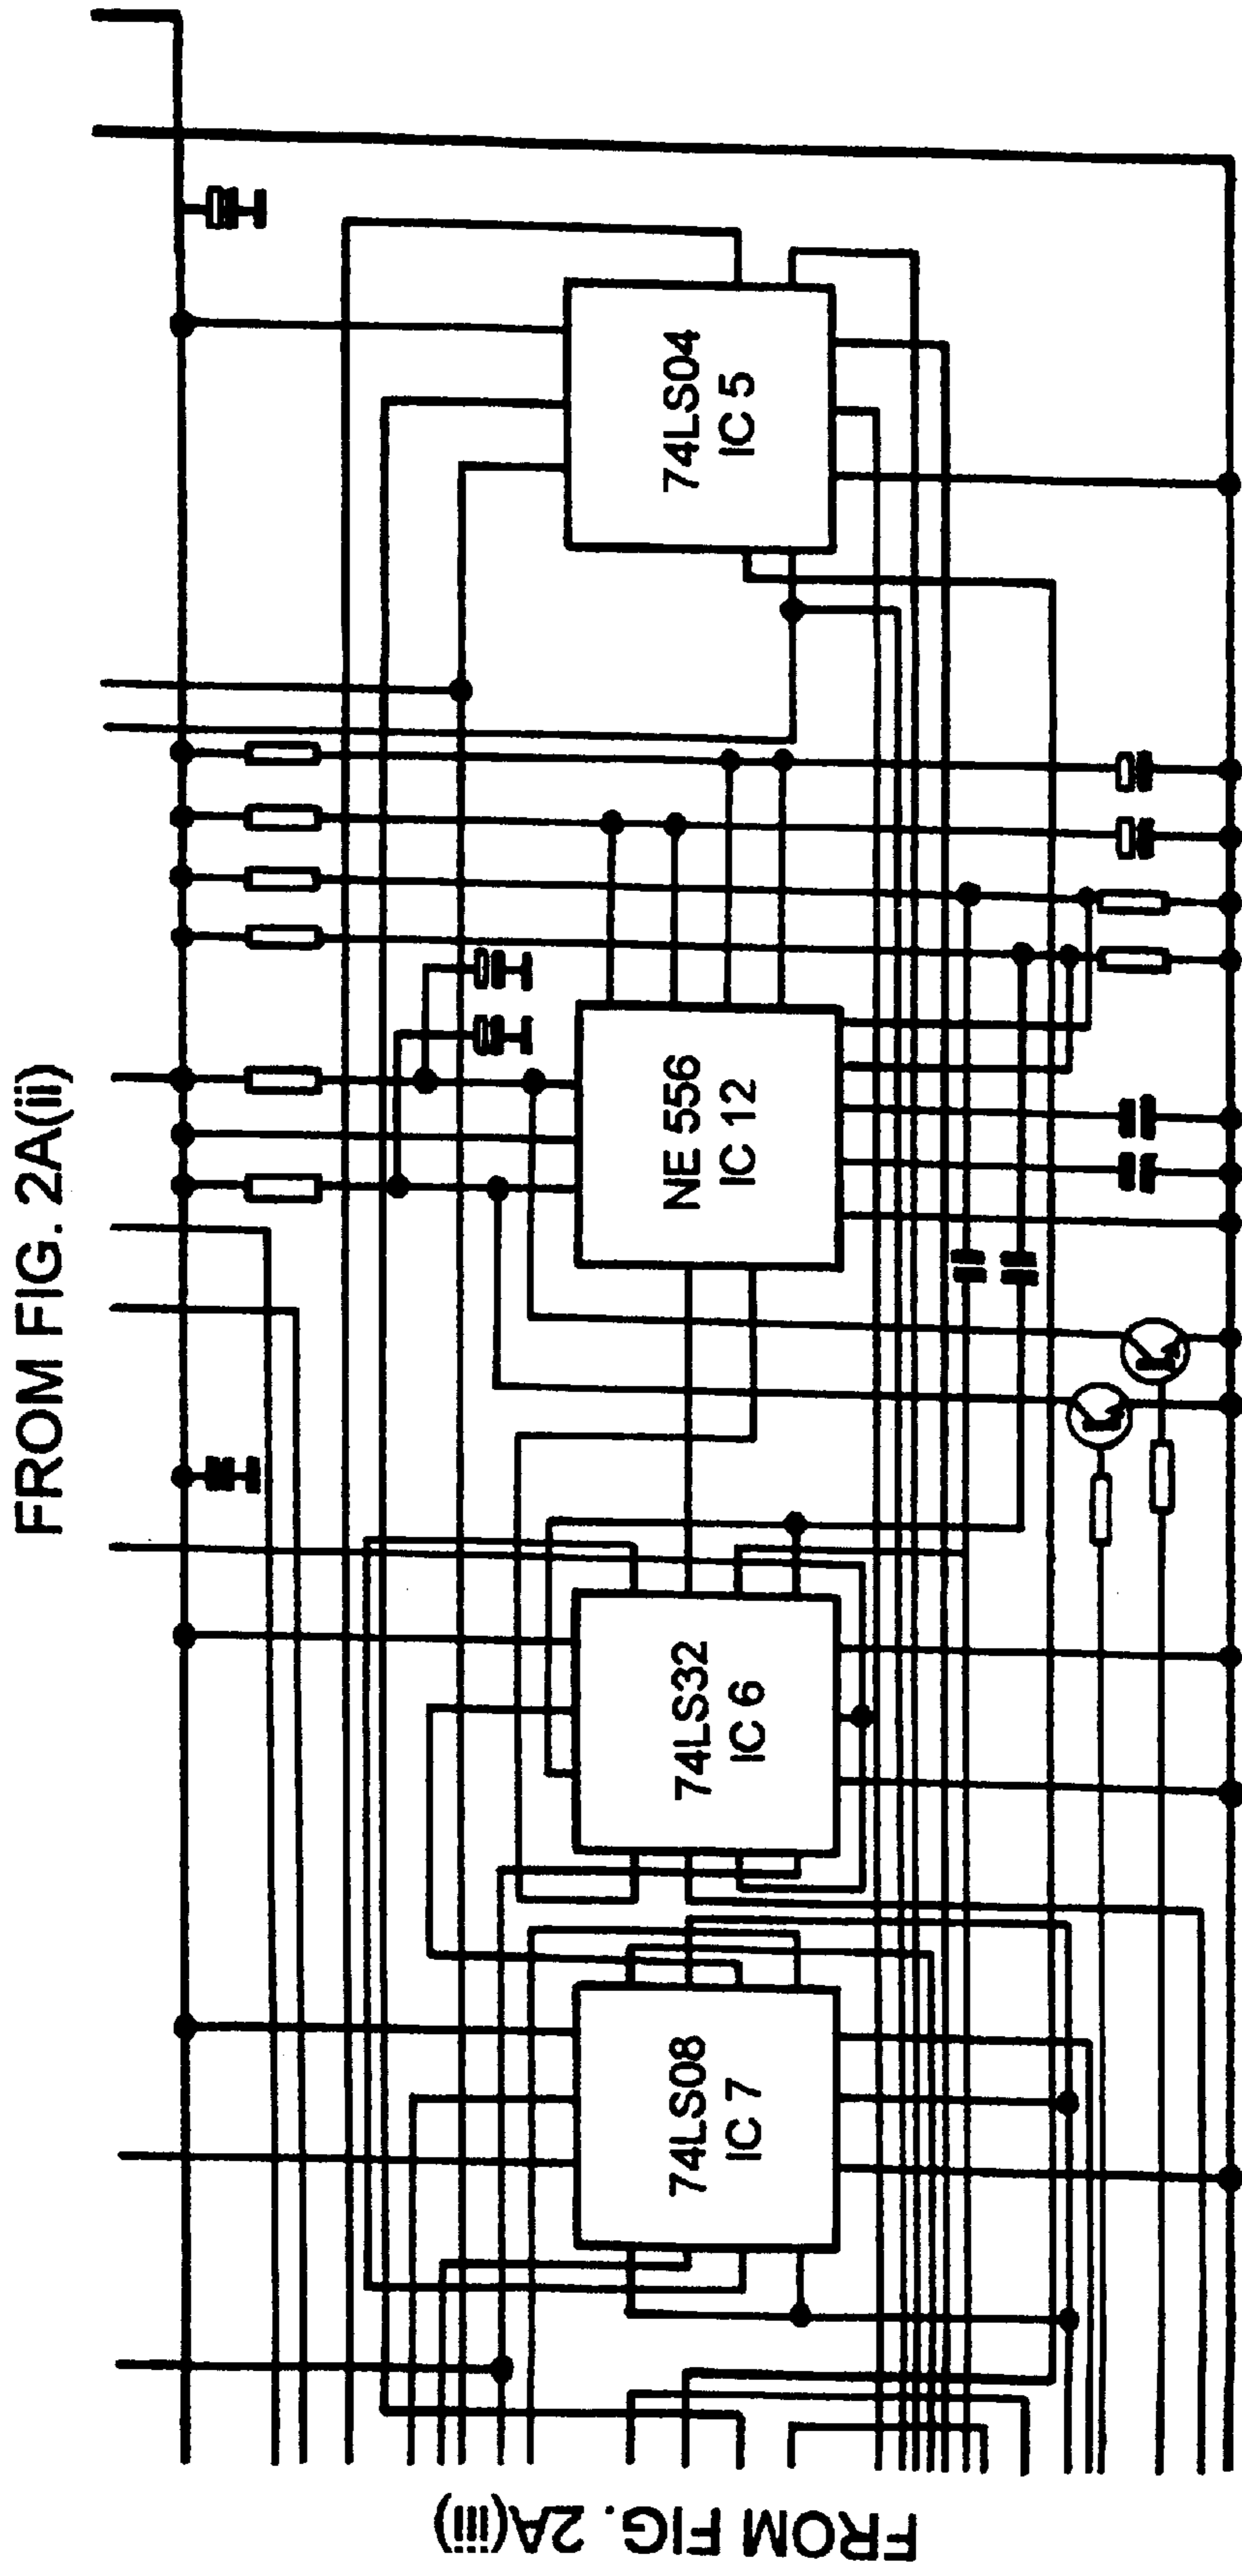 FROM FIG. 2A(ii)
74LS04
IC 5
NE 556
IC 12
74LS32
IC 6
74LS08
IC 7
FROM FIG. 2A(iii)